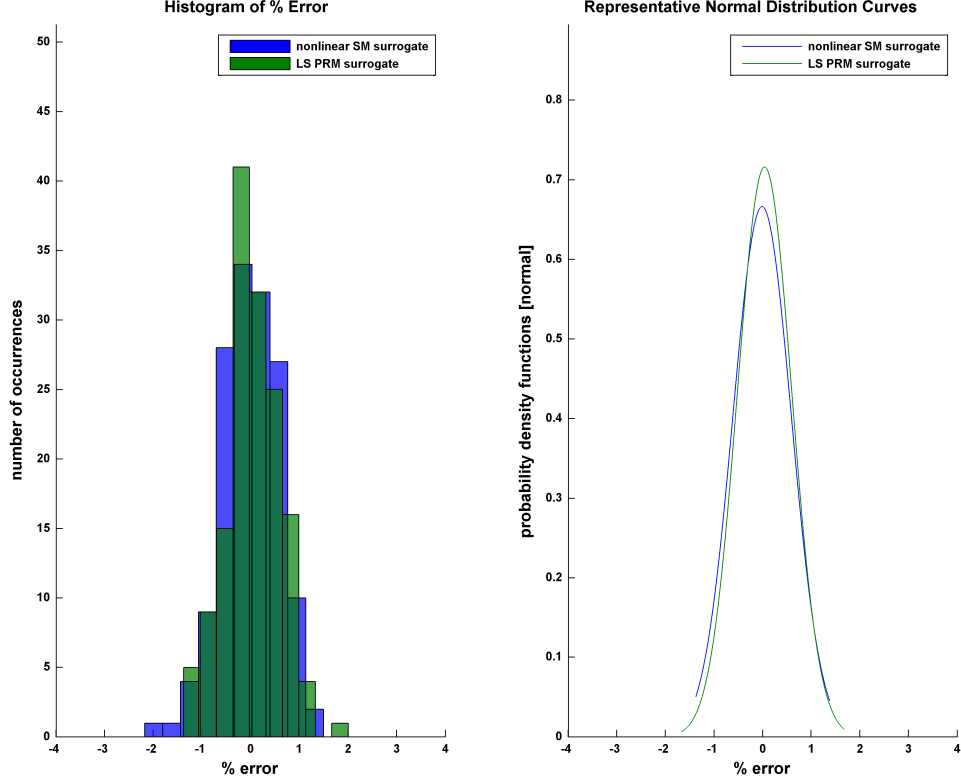 Histogram of % Error
nonlinear SM surrogate
LS PRM surrogate
number of occurrences
50
45
40
35
30
25
20
15
10
5
0
-4 -3 -2 -1 0 1 2 3 4
% error
Representative Normal Distribution Curves
nonlinear SM surrogate
LS PRM surrogate
probability density functions [normal]
0.8
0.7
0.6
0.5
0.4
0.3
0.2
0.1
0
-4 -3 -2 -1 0 1 2 3 4
% error